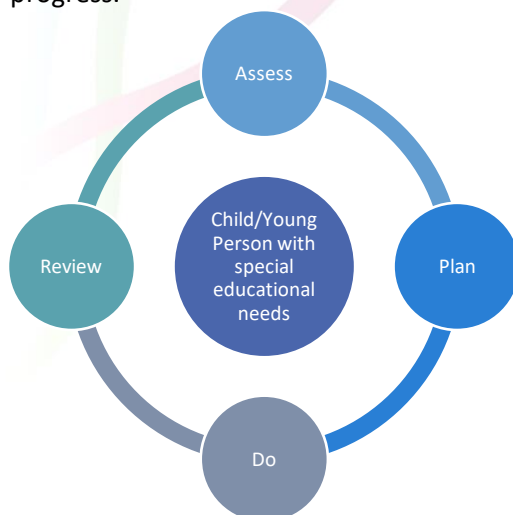 progress.
Assess
Child/Young
Person with
special
educational
needs
Review
Plan
Do